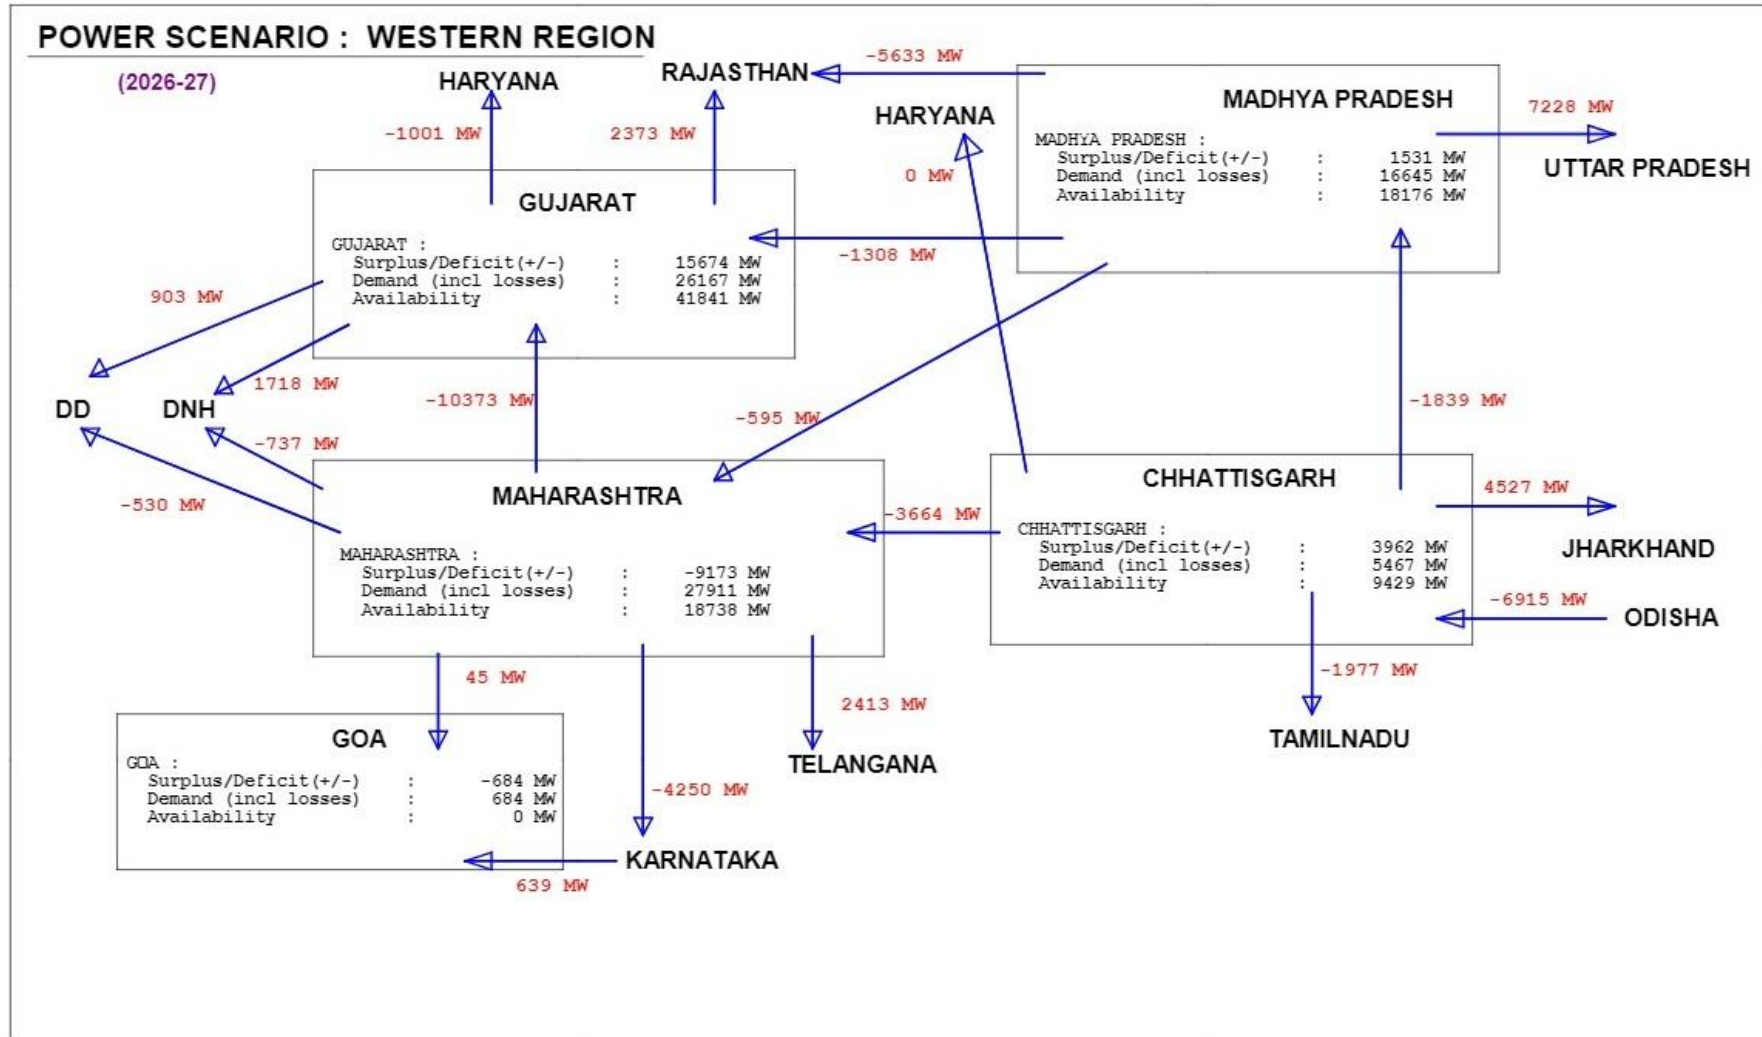 POWER SCENARIO : WESTERN REGION
(2026-27)
HARYANA
RAJASTHAN
-5633 MW
-1001 MW
2373 MW
HARYANA
0 MW
MADHYA PRADESH
MADHYA PRADESH :
Surplus/Deficit(+/-) : 1531 MW
Demand (incl losses) : 16645 MW
Availability : 18176 MW
7228 MW
UTTAR PRADESH
GUJARAT
GUJARAT :
Surplus/Deficit(+/-) : 15674 MW
Demand (incl losses) : 26167 MW
Availability : 41841 MW
-1308 MW
903 MW
1718 MW
DD
DNH
-10373 MW
-595 MW
-1839 MW
-737 MW
-530 MW
MAHARASHTRA
MAHARASHTRA :
Surplus/Deficit(+/-) : -9173 MW
Demand (incl losses) : 27911 MW
Availability : 18738 MW
-3664 MW
CHHATTISGARH
CHHATTISGARH :
Surplus/Deficit(+/-) : 3962 MW
Demand (incl losses) : 5467 MW
Availability : 9429 MW
4527 MW
JHARKHAND
-6915 MW
ODISHA
-1977 MW
TAMILNADU
45 MW
2413 MW
TELANGANA
GOA
GOA :
Surplus/Deficit(+/-) : -684 MW
Demand (incl losses) : 684 MW
Availability : 0 MW
-4250 MW
KARNATAKA
639 MW